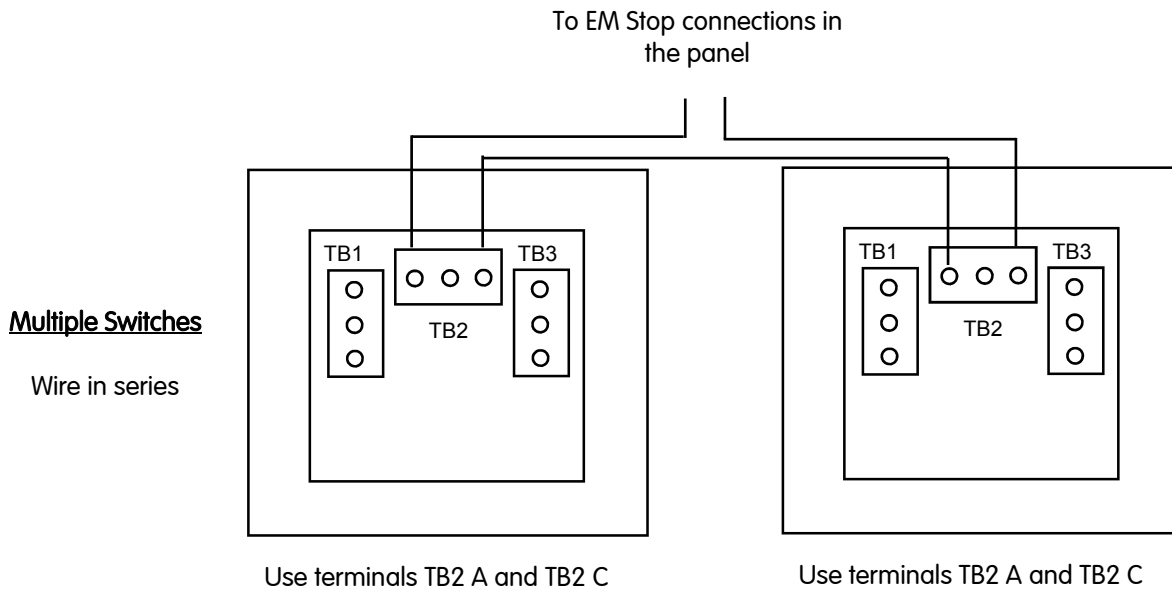 To EM Stop connections in
the panel
TB1
TB3
TB2
TB1
TB3
TB2
Multiple Switches
Wire in series
Use terminals TB2 A and TB2 C
Use terminals TB2 A and TB2 C